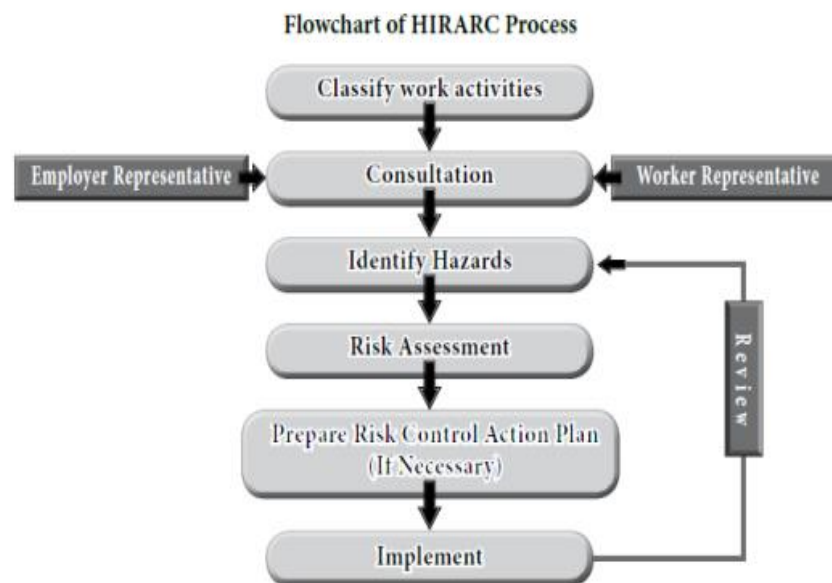 Flowchart of HIRARC Process
Classify work activities
Employer Representative
Consultation
Worker Representative
Identify Hazards
Risk Assessment
Prepare Risk Control Action Plan
(If Necessary)
Implement
Review